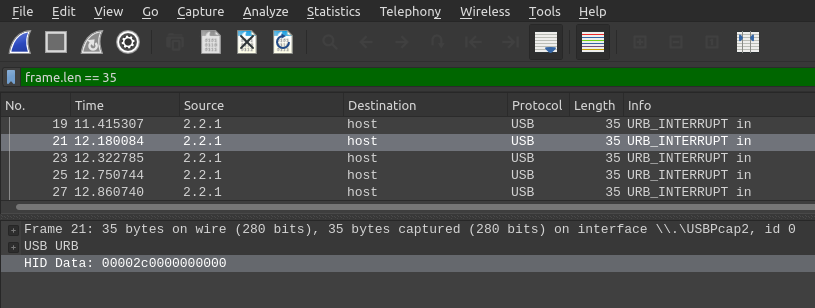 File Edit View Go Capture Analyze Statistics Telephony Wireless Tools Help
frame.len == 35
No. Time Source Destination Protocol Length Info
19 11.415307 2.2.1 host USB 35 URB_INTERRUPT in
21 12.180084 2.2.1 host USB 35 URB_INTERRUPT in
23 12.322785 2.2.1 host USB 35 URB_INTERRUPT in
25 12.750744 2.2.1 host USB 35 URB_INTERRUPT in
27 12.860740 2.2.1 host USB 35 URB_INTERRUPT in
Frame 21: 35 bytes on wire (280 bits), 35 bytes captured (280 bits) on interface \\.\USBPcap2, id 0
USB URB
HID Data: 00002c0000000000